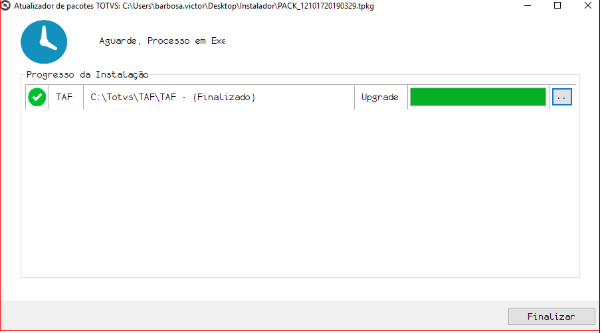 Atualizador de pacotes TOTVS: C:\Users\barbosa.victor\Desktop\Instalador\PACK_12101720190329.tpkg
Aguarde, Processo em Exe
Progresso da Instalação
TAF C:\Totvs\TAF\TAF - (Finalizado) Upgrade ..
Finalizar